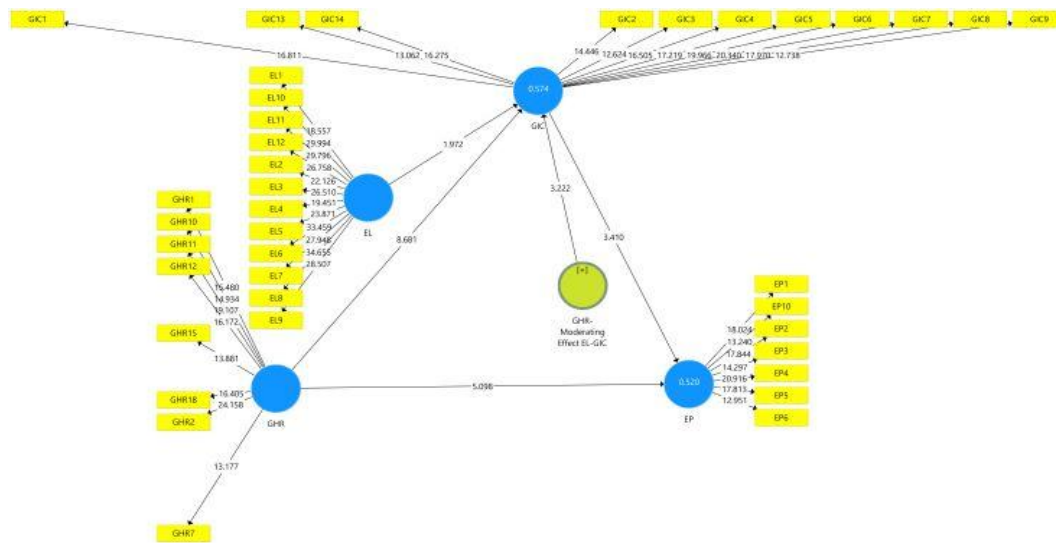 GIC1
GIC13
GIC14
GIC2
GIC3
GIC4
GIC5
GIC6
GIC7
GIC8
GIC9
16.811
13.062
16.275
14.446
12.624
16.505
17.219
19.966
20.340
17.970
12.738
0.574
GIC
EL1
EL10
EL11
EL12
EL2
EL3
EL4
EL5
EL6
EL7
EL8
EL9
18.557
29.994
29.796
26.758
22.126
26.510
19.451
23.871
33.459
27.948
34.655
28.507
EL
1.972
8.681
3.222
3.410
[+]
GHR-
Moderating
Effect EL-GIC
GHR1
GHR10
GHR11
GHR12
GHR15
GHR18
GHR2
GHR7
15.480
14.934
19.107
16.172
13.881
16.405
24.158
13.177
GHR
5.098
0.520
EP
EP1
EP10
EP2
EP3
EP4
EP5
EP6
18.024
13.240
17.844
14.297
20.916
17.813
12.951